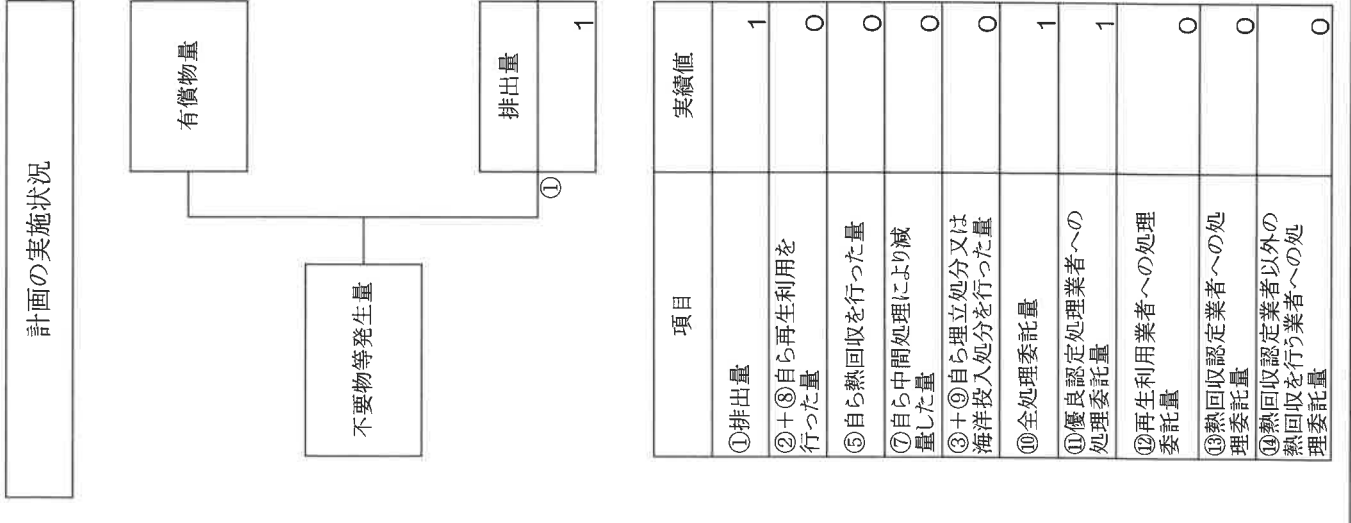 計画の実施状況
有償物量
不要物等発生量
①
排出量
1
項目
実績値
①排出量
1
②+⑧自ら再生利用を
行った量
0
⑤自ら熱回収を行った量
0
⑦自ら中間処理により減
量した量
0
③+⑨自ら埋立処分又は
海洋投入処分を行った量
0
⑩全処理委託量
1
⑪優良認定処理業者への
処理委託量
1
⑫再生利用業者への処理
委託量
0
⑬熱回収認定業者への処
理委託量
0
⑭熱回収認定業者以外の
熱回収を行う業者への処
理委託量
0